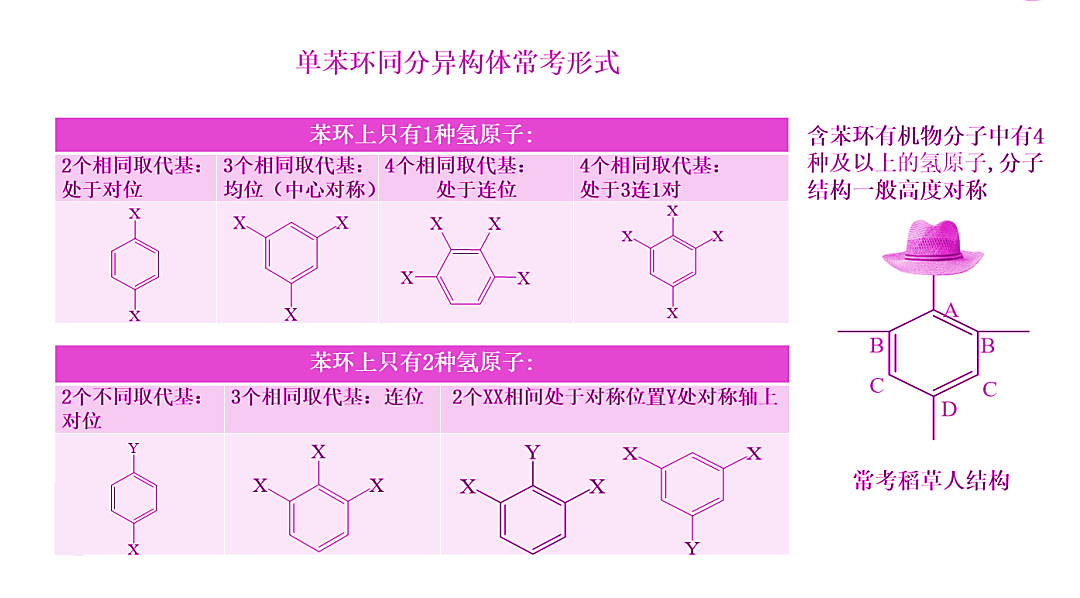 单苯环同分异构体常考形式
苯环上只有1种氢原子:
2个相同取代基:
处于对位
3个相同取代基:
均位（中心对称）
4个相同取代基:
处于连位
4个相同取代基:
处于3连1对
X
X
X
X
X
X
X
X
X
X
X
X
X
苯环上只有2种氢原子:
2个不同取代基:
对位
3个相同取代基: 连位
2个XX相间处于对称位置Y处对称轴上
Y
X
X
X
X
Y
X
X
X
X
Y
含苯环有机物分子中有4
种及以上的氢原子,分子
结构一般高度对称
A
B
B
C
C
D
常考稻草人结构